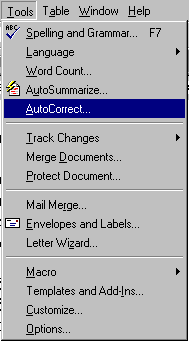 Tools Table Window Help
ABC Spelling and Grammar... F7
Language
Word Count...
AutoSummarize...
AutoCorrect...
Track Changes
Merge Documents...
Protect Document...
Mail Merge...
Envelopes and Labels...
Letter Wizard...
Macro
Templates and Add-Ins...
Customize...
Options...